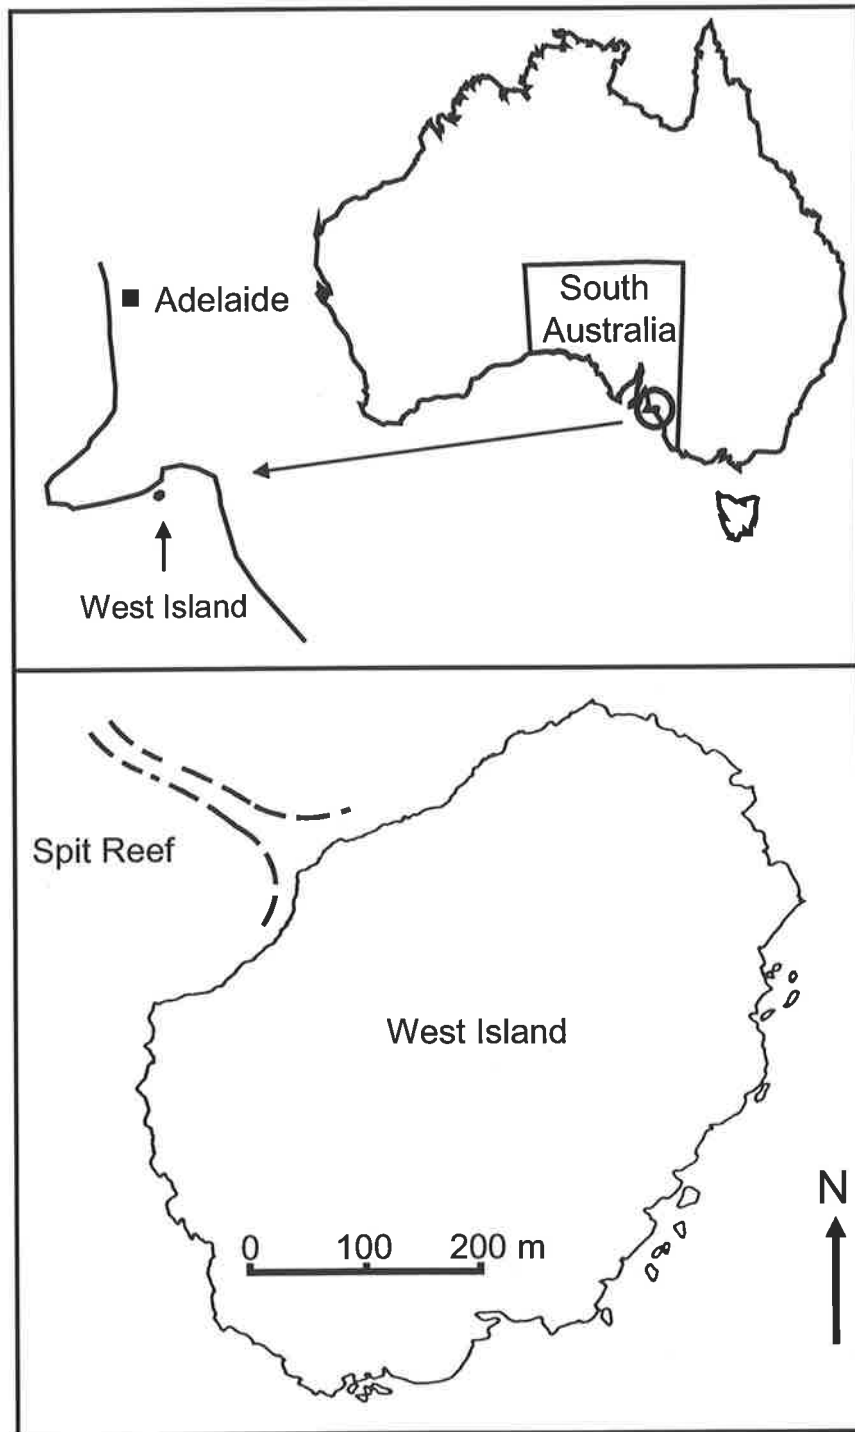 Adelaide
South
Australia
West Island
Spit Reef
West Island
N
0 100 200 m